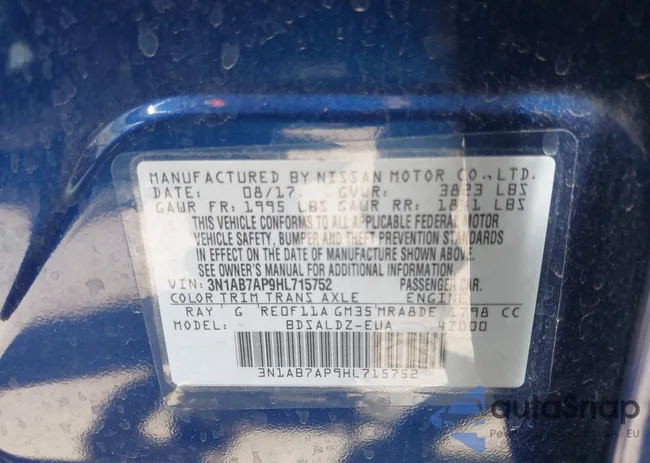 MANUFACTURED BY NISSAN MOTOR CO.,LTD.
DATE: 08/17 GVWR: 3823 LBS
GAWR FR: 1995 LBS GAWR RR: 1841 LBS
THIS VEHICLE CONFORMS TO ALL APPLICABLE FEDERAL MOTOR
VEHICLE SAFETY, BUMPER AND THEFT PREVENTION STANDARDS
IN EFFECT ON THE DATE OF MANUFACTURE SHOWN ABOVE.
SEE OWNER'S MANUAL FOR ADDITIONAL INFORMATION
VIN: 3N1AB7AP9HL715752 PASSENGER CAR.
COLOR TRIM TRANS AXLE ENGINE
RAY G RE0F11A GM35 MRA8DE 1798 CC
MODEL: BDSALDZ-EUA 42000
3N1AB7AP9HL715752
autoSnap
EU